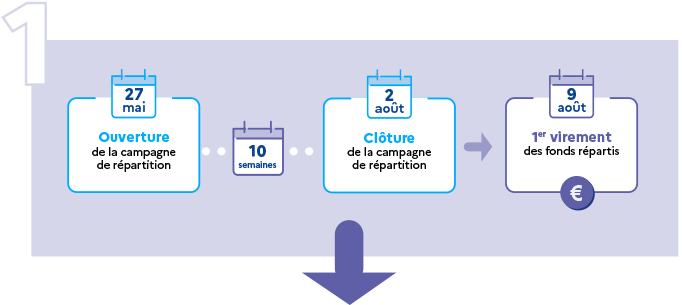 1
27
mai
Ouverture
de la campagne
de répartition
10
semaines
2
août
Clôture
de la campagne
de répartition
9
août
1er virement
des fonds répartis
€